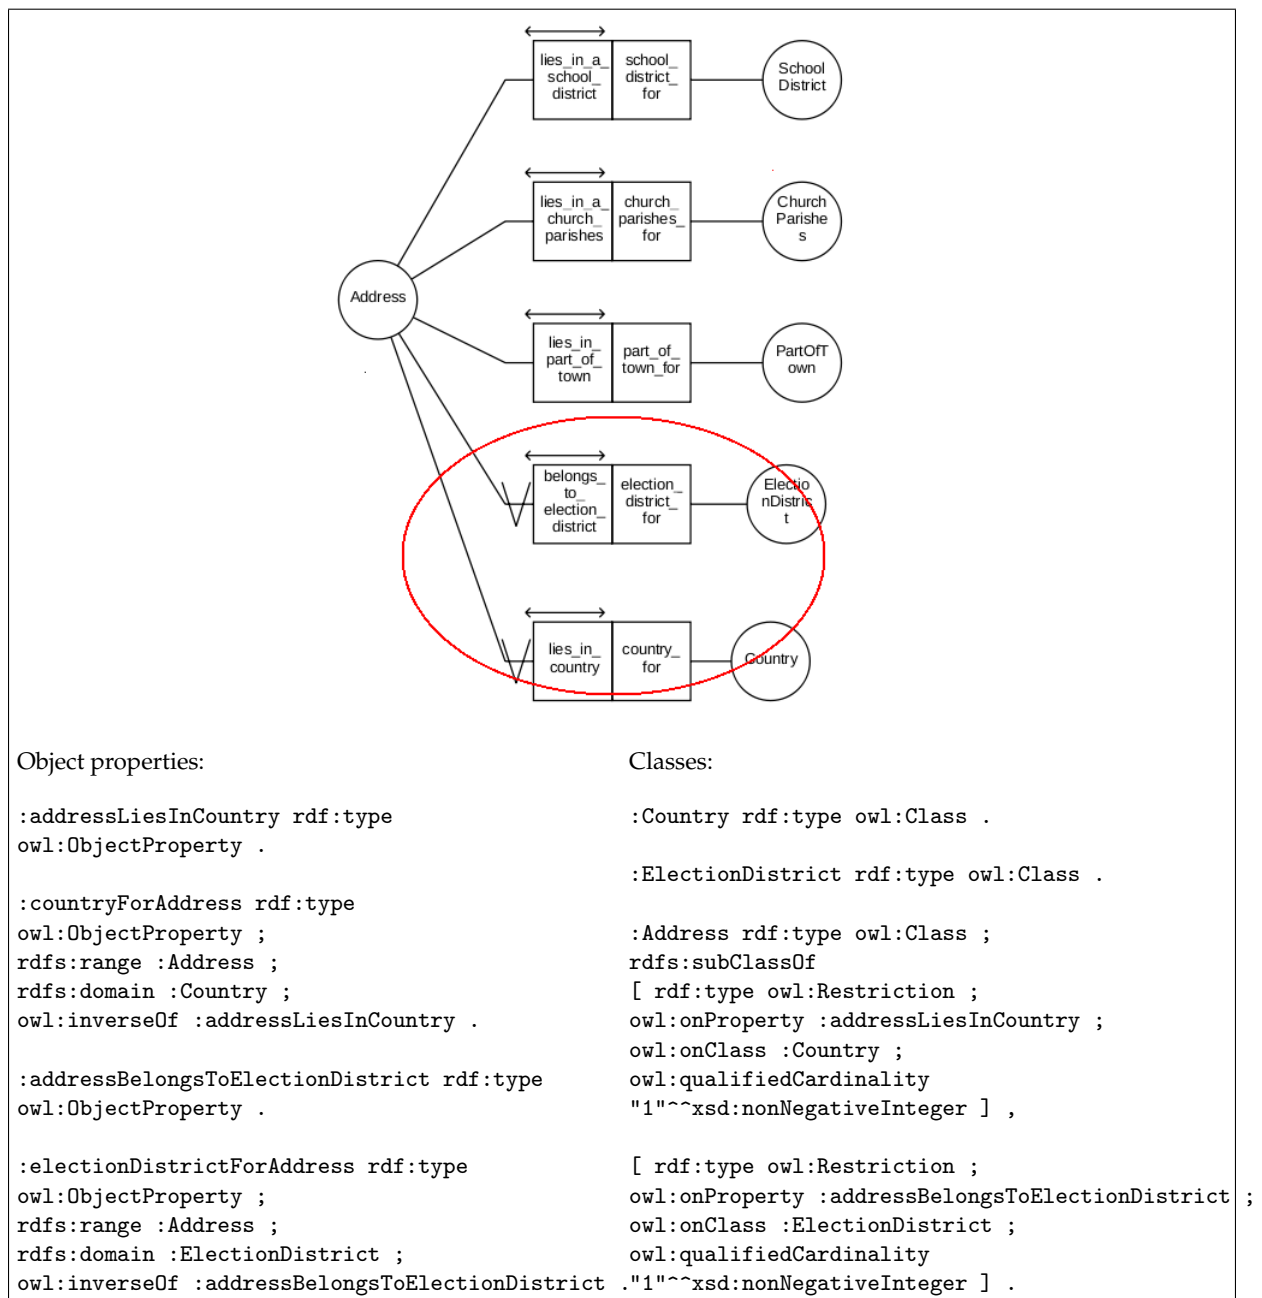 lies_in_a_
school_
district
school_
district_
for
School
District
lies_in_a_
church_
parishes
church_
parishes_
for
Church
Parishe
s
Address
lies_in_
part_of_
town
part_of_
town_for
PartOfT
own
belongs_
to_
election_
district
election_
district_
for
Electio
nDistric
t
lies_in_
country
country_
for
Country
Object properties:
:addressLiesInCountry rdf:type
owl:ObjectProperty .
:countryForAddress rdf:type
owl:ObjectProperty ;
rdfs:range :Address ;
rdfs:domain :Country ;
owl:inverseOf :addressLiesInCountry .
:addressBelongsToElectionDistrict rdf:type
owl:ObjectProperty .
:electionDistrictForAddress rdf:type
owl:ObjectProperty ;
rdfs:range :Address ;
rdfs:domain :ElectionDistrict ;
owl:inverseOf :addressBelongsToElectionDistrict .
Classes:
:Country rdf:type owl:Class .
:ElectionDistrict rdf:type owl:Class .
:Address rdf:type owl:Class ;
rdfs:subClassOf
[ rdf:type owl:Restriction ;
owl:onProperty :addressLiesInCountry ;
owl:onClass :Country ;
owl:qualifiedCardinality
"1"^^xsd:nonNegativeInteger ] ,
[ rdf:type owl:Restriction ;
owl:onProperty :addressBelongsToElectionDistrict ;
owl:onClass :ElectionDistrict ;
owl:qualifiedCardinality
"1"^^xsd:nonNegativeInteger ] .